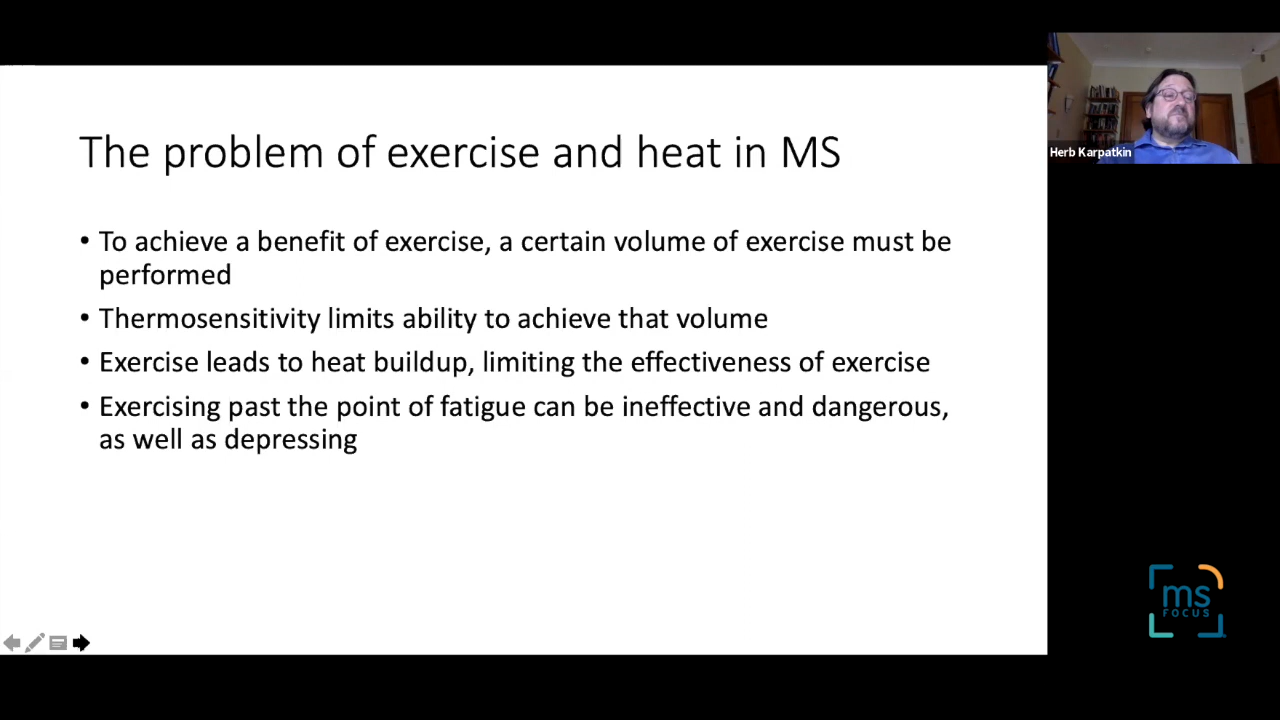 The problem of exercise and heat in MS
• To achieve a benefit of exercise, a certain volume of exercise must be
performed
• Thermosensitivity limits ability to achieve that volume
• Exercise leads to heat buildup, limiting the effectiveness of exercise
• Exercising past the point of fatigue can be ineffective and dangerous,
as well as depressing
Herb Karpatkin
ms
FOCUS